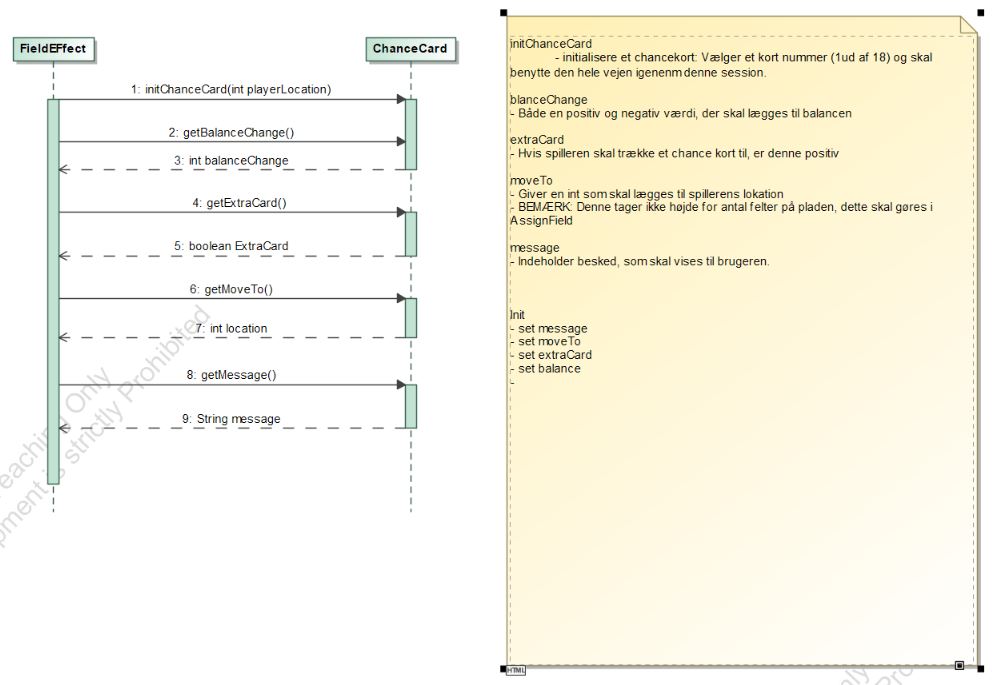 FieldEFfect
ChanceCard
1: initChanceCard(int playerLocation)
2: getBalanceChange()
3: int balanceChange
4: getExtraCard()
5: boolean ExtraCard
6: getMoveTo()
7: int location
8: getMessage()
9: String message
initChanceCard
- initialisere et chancekort: Vælger et kort nummer (1ud af 18) og skal
benytte den hele vejen igenenm denne session.
blanceChange
- Både en positiv og negativ værdi, der skal lægges til balancen
extraCard
- Hvis spilleren skal trække et chance kort til, er denne positiv
moveTo
- Giver en int som skal lægges til spillerens lokation
- BEMÆRK: Denne tager ikke højde for antal felter på pladen, dette skal gøres i
AssignField
message
- Indeholder besked, som skal vises til brugeren.
Init
- set message
- set moveTo
- set extraCard
- set balance
-
HTML
eaching Only
pment is strictly Prohibited